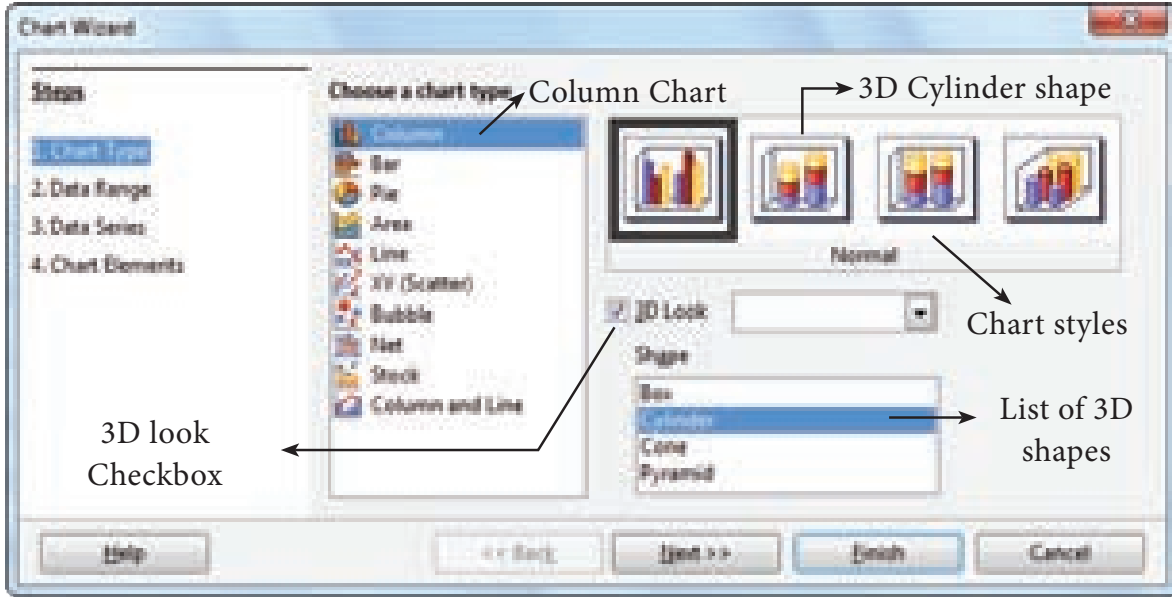 Chart Wizard
Steps
1. Chart Type
2. Data Range
3. Data Series
4. Chart Elements
3D look
Checkbox
Choose a chart type
Column Chart
Column
Bar
Pie
Area
Line
XY (Scatter)
Bubble
Net
Stock
Column and Line
3D Cylinder shape
Normal
3D Look
Chart styles
Shape
Box
Cylinder
Cone
Pyramid
List of 3D
shapes
Help
<< Back
Next >>
Finish
Cancel